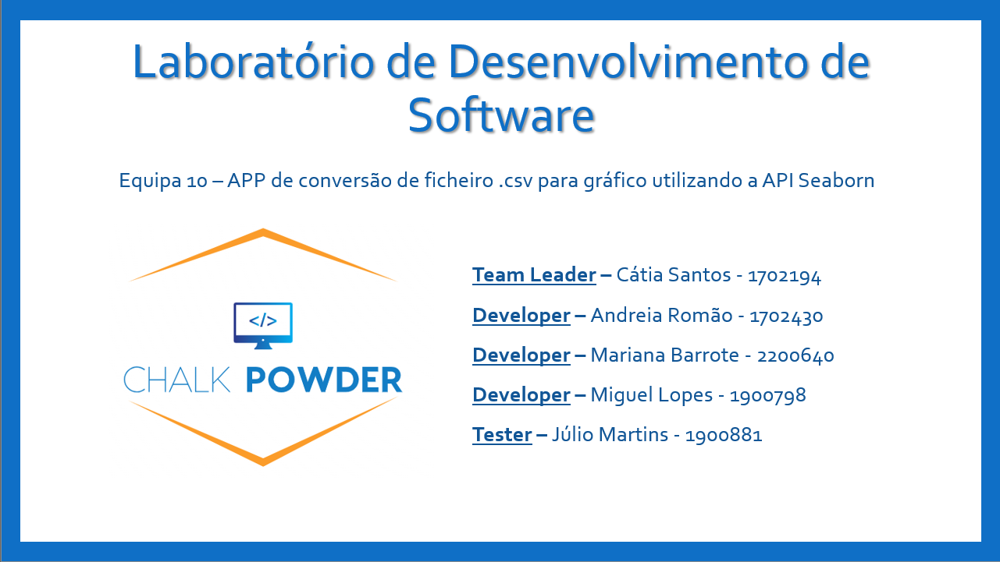 Laboratório de Desenvolvimento de
Software
Equipa 10 – APP de conversão de ficheiro .csv para gráfico utilizando a API Seaborn
</>
CHALK POWDER
Team Leader – Cátia Santos - 1702194
Developer – Andreia Romão - 1702430
Developer – Mariana Barrote - 2200640
Developer – Miguel Lopes - 1900798
Tester – Júlio Martins - 1900881